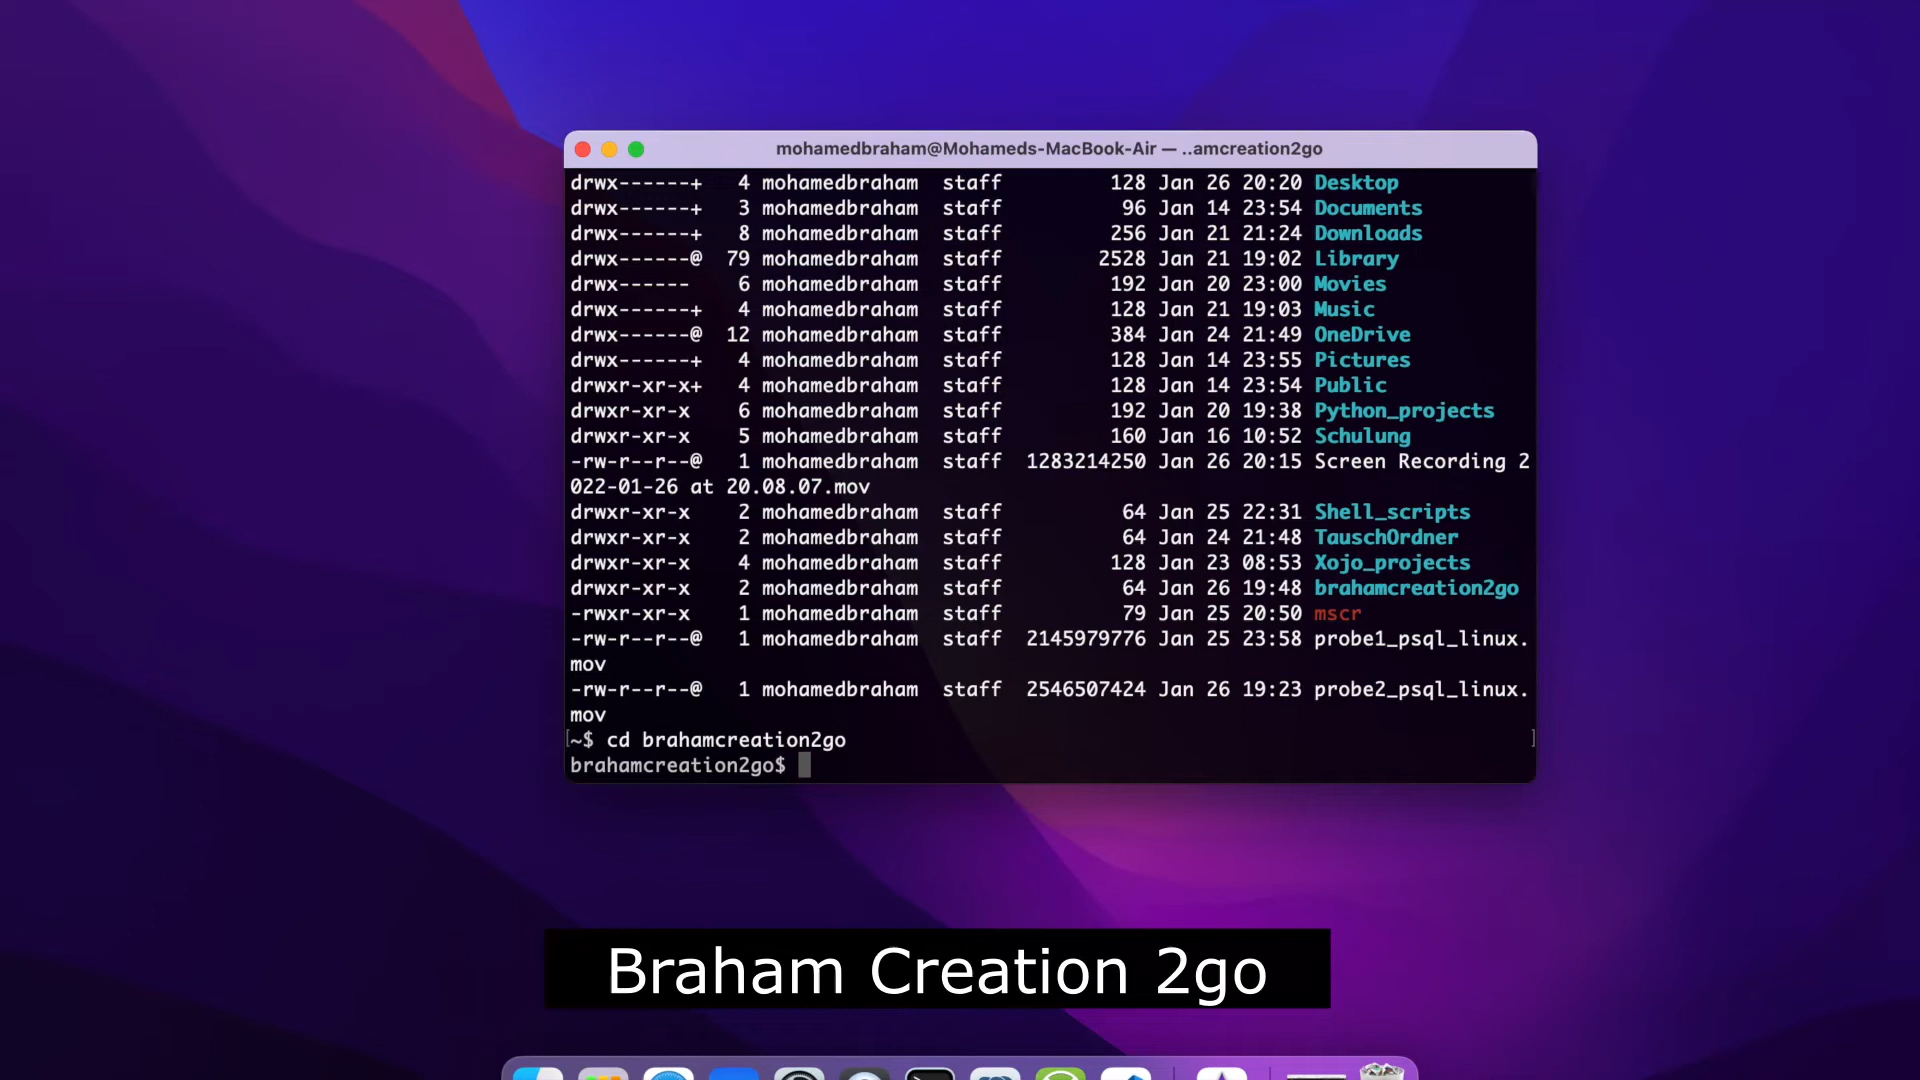 mohamedbraham@Mohameds-MacBook-Air — ..amcreation2go
drwx------+   4 mohamedbraham  staff         128 Jan 26 20:20 Desktop
drwx------+   3 mohamedbraham  staff          96 Jan 14 23:54 Documents
drwx------+   8 mohamedbraham  staff         256 Jan 21 21:24 Downloads
drwx------@  79 mohamedbraham  staff        2528 Jan 21 19:02 Library
drwx------    6 mohamedbraham  staff         192 Jan 20 23:00 Movies
drwx------+   4 mohamedbraham  staff         128 Jan 21 19:03 Music
drwx------@  12 mohamedbraham  staff         384 Jan 24 21:49 OneDrive
drwx------+   4 mohamedbraham  staff         128 Jan 14 23:55 Pictures
drwxr-xr-x+   4 mohamedbraham  staff         128 Jan 14 23:54 Public
drwxr-xr-x    6 mohamedbraham  staff         192 Jan 20 19:38 Python_projects
drwxr-xr-x    5 mohamedbraham  staff         160 Jan 16 10:52 Schulung
-rw-r--r--@   1 mohamedbraham  staff  1283214250 Jan 26 20:15 Screen Recording 2
022-01-26 at 20.08.07.mov
drwxr-xr-x    2 mohamedbraham  staff          64 Jan 25 22:31 Shell_scripts
drwxr-xr-x    2 mohamedbraham  staff          64 Jan 24 21:48 TauschOrdner
drwxr-xr-x    4 mohamedbraham  staff         128 Jan 23 08:53 Xojo_projects
drwxr-xr-x    2 mohamedbraham  staff          64 Jan 26 19:48 brahamcreation2go
-rwxr-xr-x    1 mohamedbraham  staff          79 Jan 25 20:50 mscr
-rw-r--r--@   1 mohamedbraham  staff  2145979776 Jan 25 23:58 probe1_psql_linux.
mov
-rw-r--r--@   1 mohamedbraham  staff  2546507424 Jan 26 19:23 probe2_psql_linux.
mov
[~$ cd brahamcreation2go ]
brahamcreation2go$
Braham Creation 2go